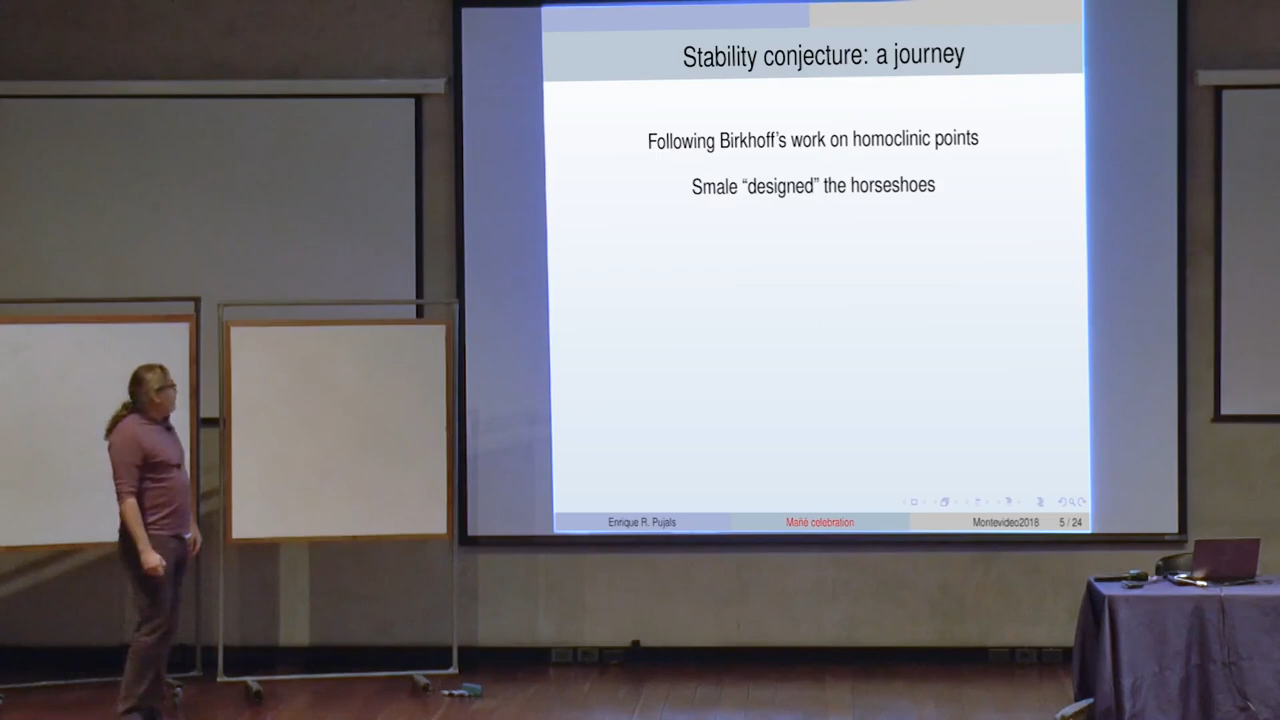 Stability conjecture: a journey
Following Birkhoff's work on homoclinic points
Smale “designed” the horseshoes
Enrique R. Pujals
Mañé celebration
Montevideo2018
5 / 24